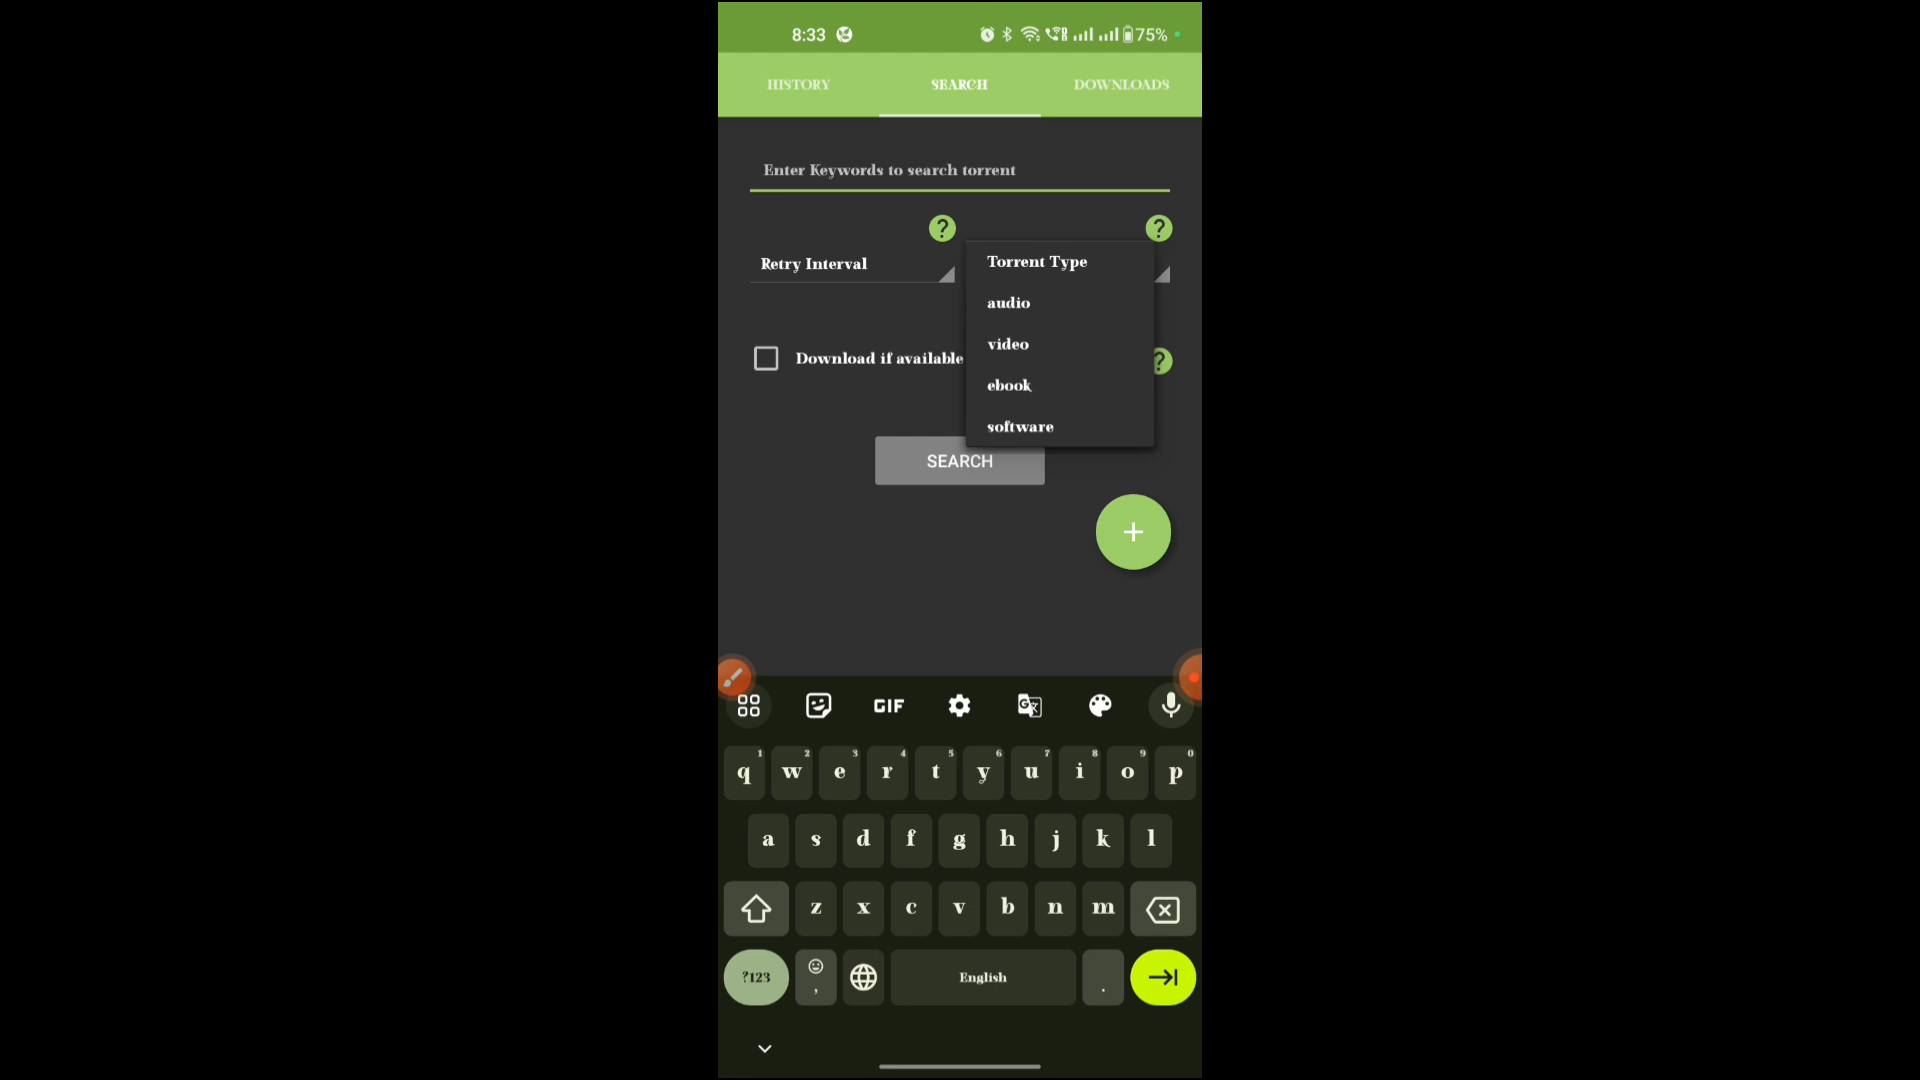 8:33 75%
HISTORY SEARCH DOWNLOADS
Enter Keywords to search torrent
? ?
Retry Interval
Torrent Type
audio
video
ebook
software
Download if available ?
SEARCH
+
GIF
1 2 3 4 5 6 7 8 9 0
q w e r t y u i o p
a s d f g h j k l
z x c v b n m
?123 , English .